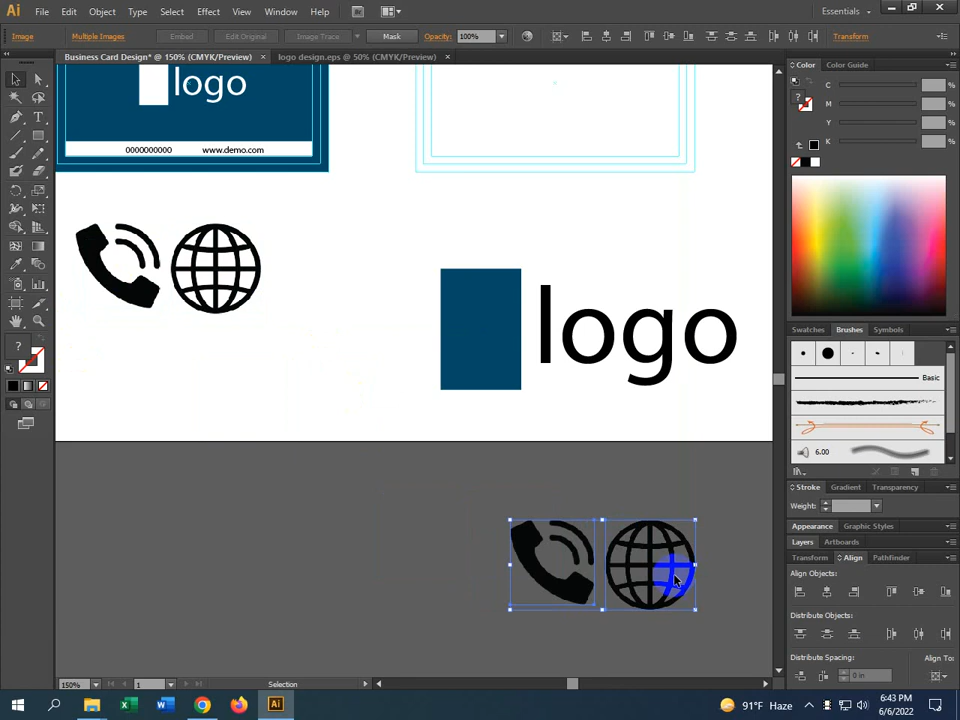 Ai File Edit Object Type Select Effect View Window Help Br Essentials
Image Multiple Images Embed Edit Original Image Trace Mask Opacity: 100% Transform
Business Card Design* @ 150% (CMYK/Preview) × logo design.eps @ 50% (CMYK/Preview) ×
Color Color Guide
C %
M %
Y %
K %
logo
0000000000 www.demo.com
logo
Swatches Brushes Symbols
Basic
6.00
Stroke Gradient Transparency
Weight:
Appearance Graphic Styles
Layers Artboards
Transform Align Pathfinder
Align Objects:
Distribute Objects:
Distribute Spacing: Align To:
0 in
150% 1 Selection
91°F Haze
6:43 PM
6/6/2022